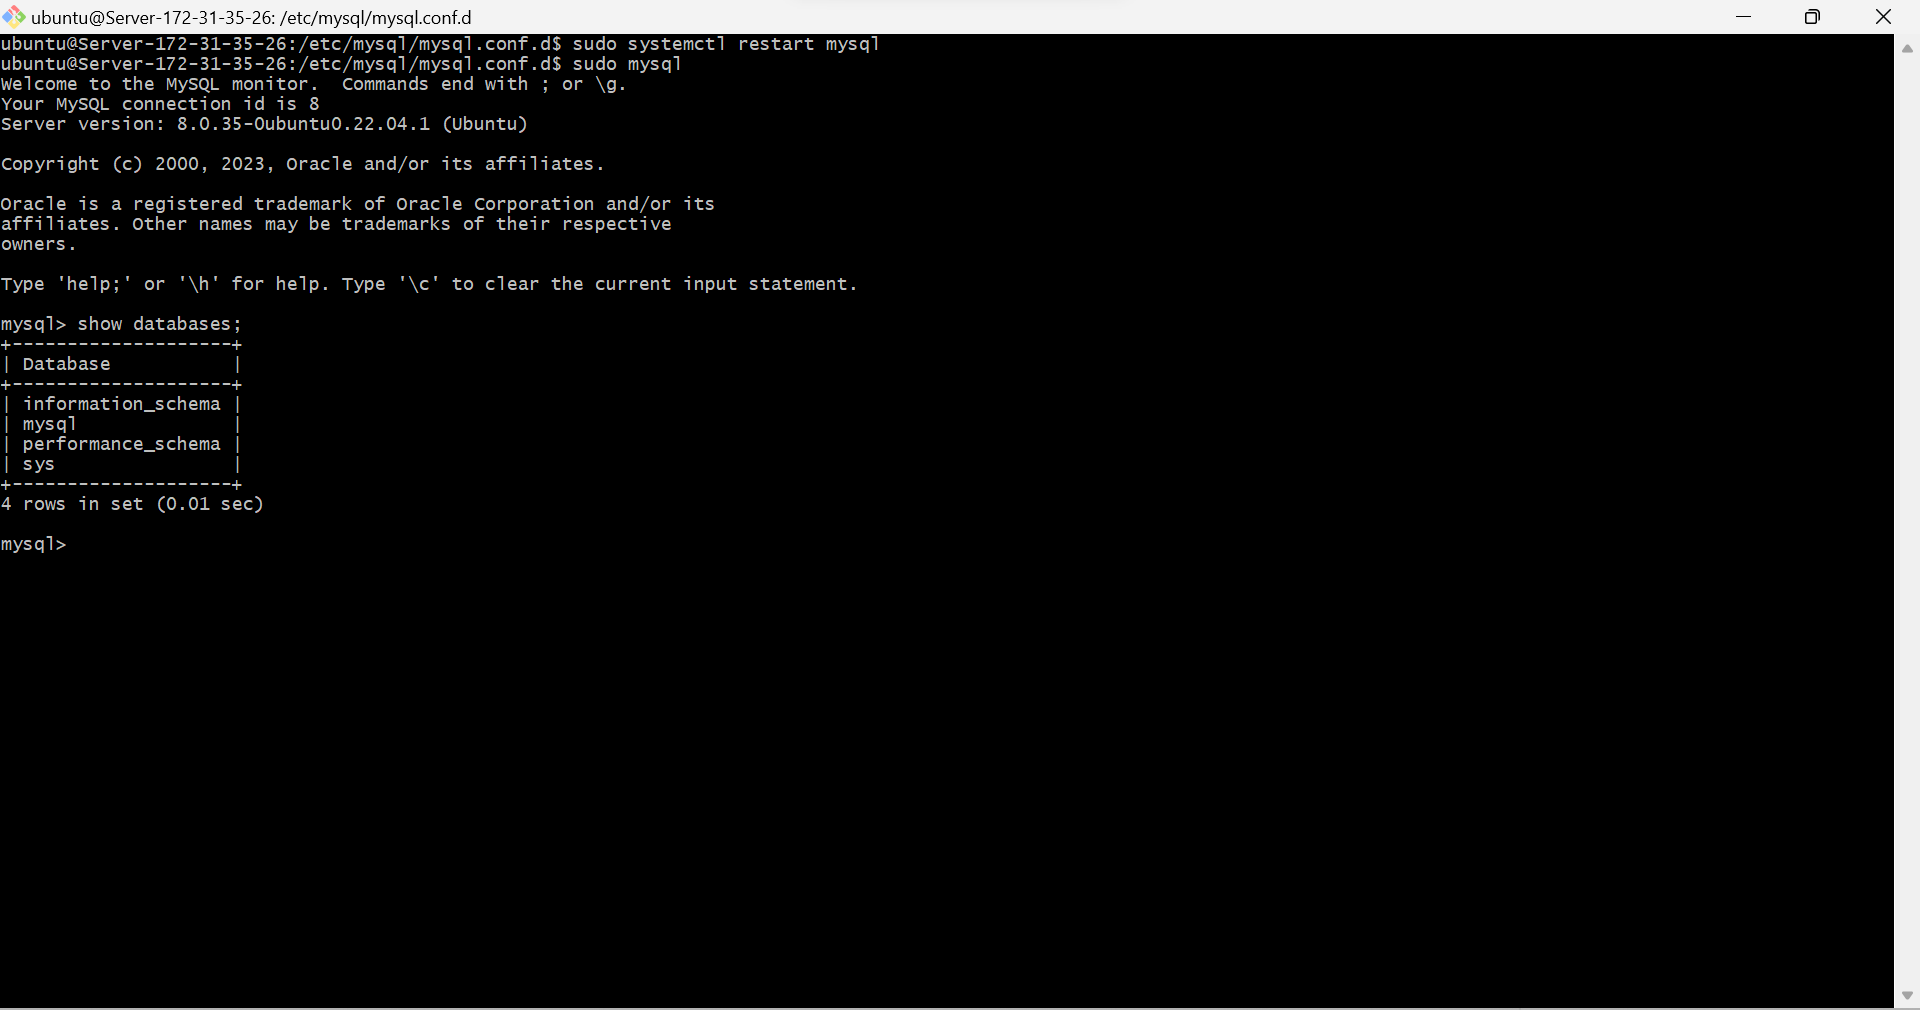 ubuntu@Server-172-31-35-26: /etc/mysql/mysql.conf.d
ubuntu@Server-172-31-35-26:/etc/mysql/mysql.conf.d$ sudo systemctl restart mysql
ubuntu@Server-172-31-35-26:/etc/mysql/mysql.conf.d$ sudo mysql
Welcome to the MySQL monitor.  Commands end with ; or \g.
Your MySQL connection id is 8
Server version: 8.0.35-0ubuntu0.22.04.1 (Ubuntu)

Copyright (c) 2000, 2023, Oracle and/or its affiliates.

Oracle is a registered trademark of Oracle Corporation and/or its
affiliates. Other names may be trademarks of their respective
owners.

Type 'help;' or '\h' for help. Type '\c' to clear the current input statement.

mysql> show databases;
+--------------------+
| Database           |
+--------------------+
| information_schema |
| mysql              |
| performance_schema |
| sys                |
+--------------------+
4 rows in set (0.01 sec)

mysql>